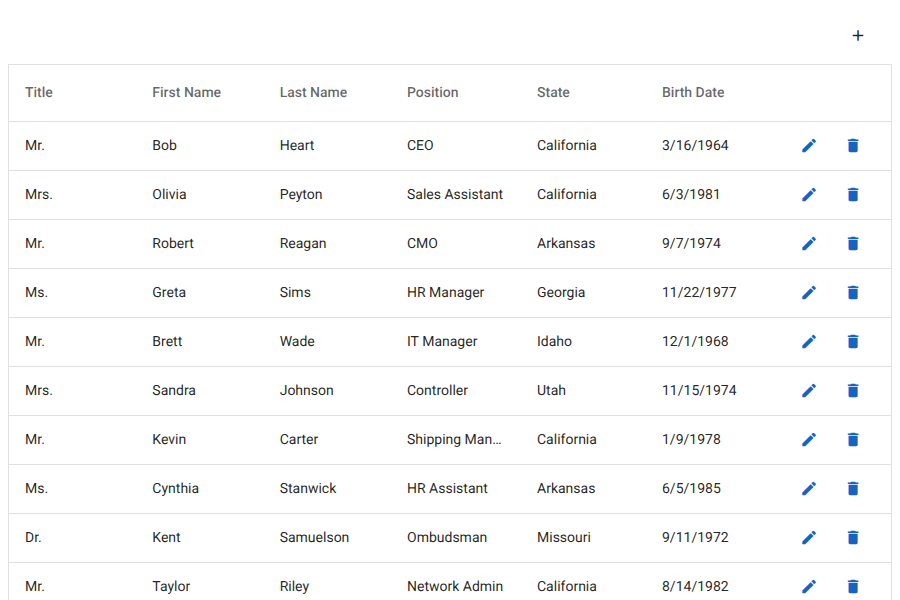 +
Title First Name Last Name Position State Birth Date
Mr. Bob Heart CEO California 3/16/1964
Mrs. Olivia Peyton Sales Assistant California 6/3/1981
Mr. Robert Reagan CMO Arkansas 9/7/1974
Ms. Greta Sims HR Manager Georgia 11/22/1977
Mr. Brett Wade IT Manager Idaho 12/1/1968
Mrs. Sandra Johnson Controller Utah 11/15/1974
Mr. Kevin Carter Shipping Man... California 1/9/1978
Ms. Cynthia Stanwick HR Assistant Arkansas 6/5/1985
Dr. Kent Samuelson Ombudsman Missouri 9/11/1972
Mr. Taylor Riley Network Admin California 8/14/1982